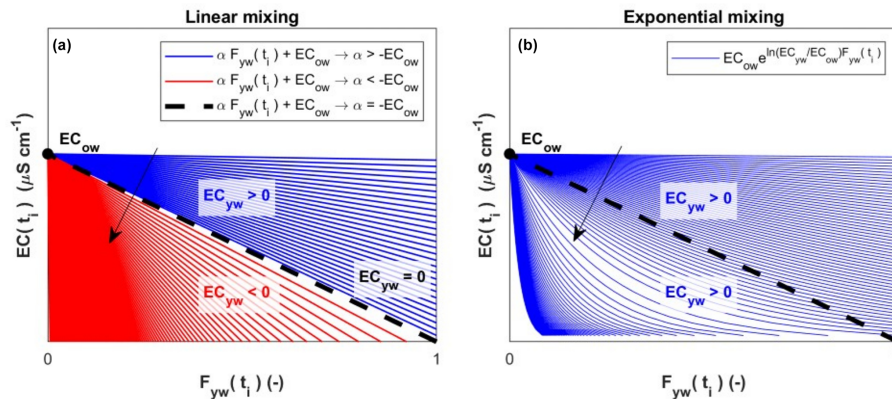 Linear mixing
(a)
α F_yw( t_i ) + EC_ow → α > -EC_ow
α F_yw( t_i ) + EC_ow → α < -EC_ow
α F_yw( t_i ) + EC_ow → α = -EC_ow
EC_ow
EC_yw > 0
EC_yw = 0
EC_yw < 0
EC( t_i ) (μS cm^-1)
0
1
F_yw( t_i ) (-)
Exponential mixing
(b)
EC_ow e^ln(EC_yw/EC_ow)F_yw( t_i )
EC_ow
EC_yw > 0
EC_yw > 0
EC( t_i ) (μS cm^-1)
0
F_yw( t_i ) (-)